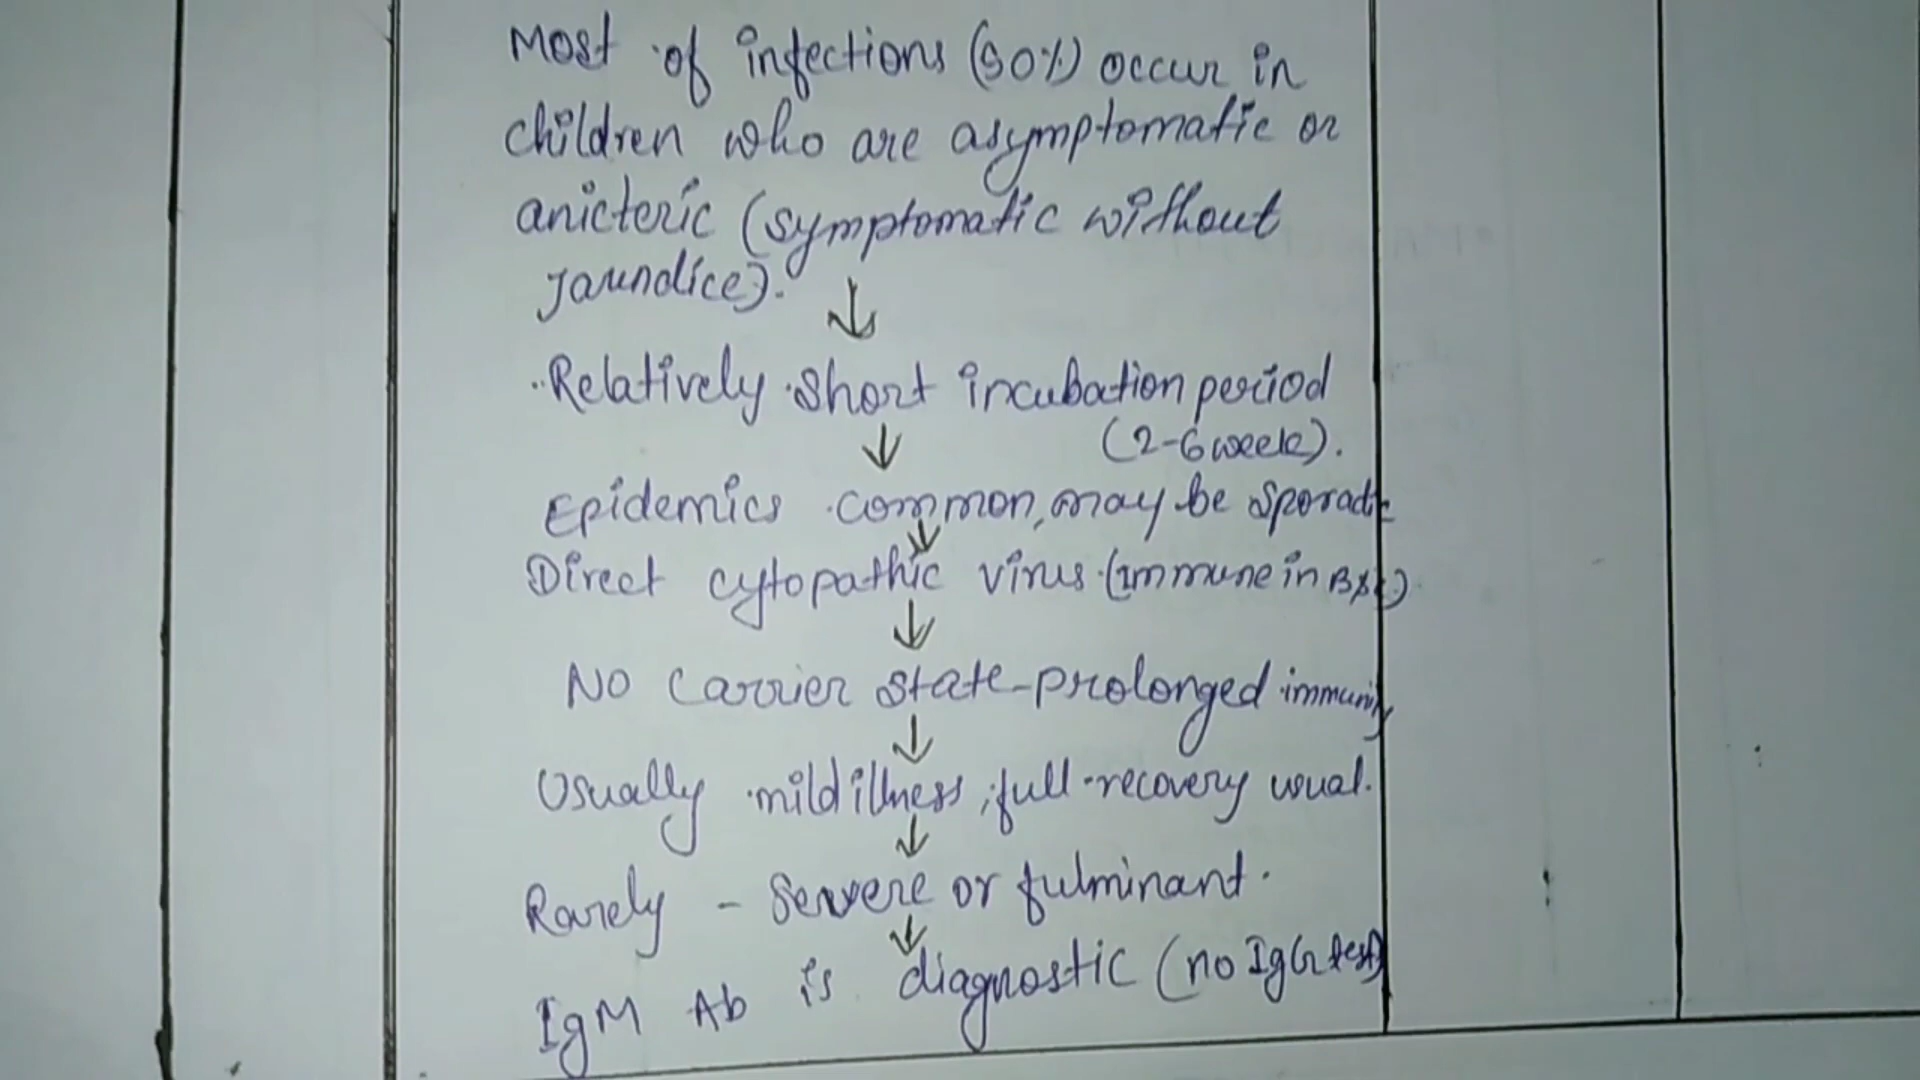 Most of infections (90%) occur in
children who are asymptomatic or
anicteric (symptomatic without
jaundice).
↓
Relatively short incubation period
(2-6 week).
↓
Epidemics common, may be sporadic
↓
Direct cytopathic virus (immune in B&C)
↓
No carrier state - prolonged immunity
↓
Usually mild illness, full recovery usual.
↓
Rarely - Servere or fulminant.
↓
IgM Ab is diagnostic (no IgG test)